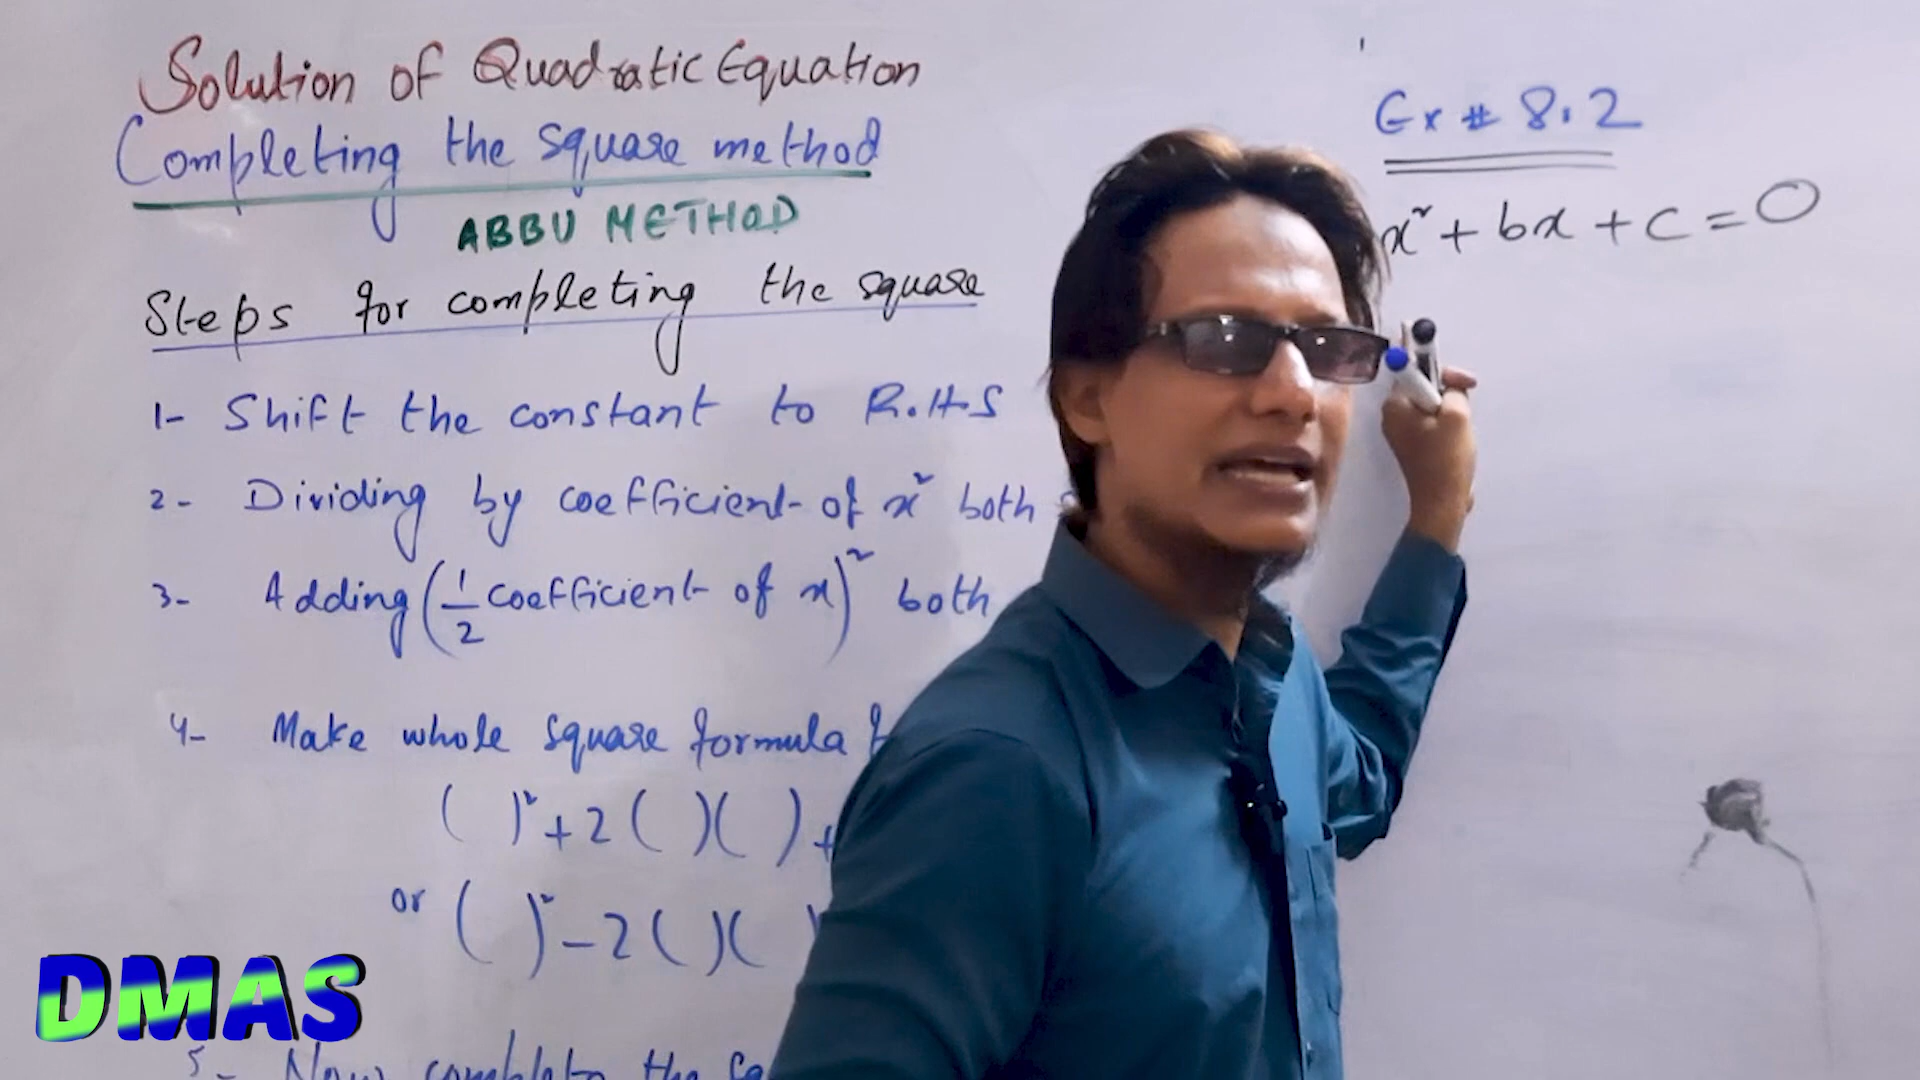 Solution of Quadratic Equation
Completing the square method
ABBU METHOD
Steps for completing the square
1- Shift the constant to R.H.S
2- Dividing by coefficient of x² both
3- Adding (1/2 coefficient of x)² both
4- Make whole square formula
( )² + 2 ( )( ) +
or ( )² - 2 ( )(
5- Now complete the
Ex # 8.2
x² + bx + c = 0
DMAS